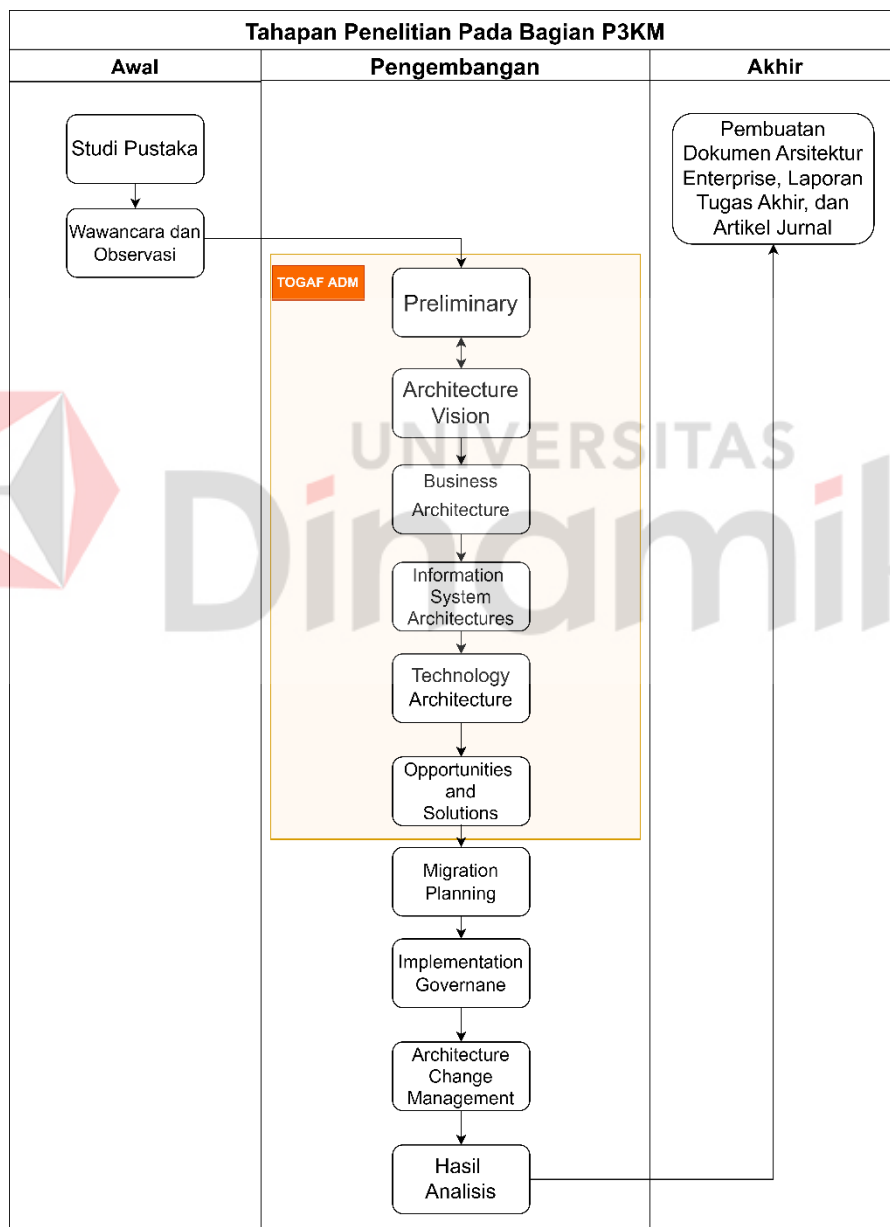 Tahapan Penelitian Pada Bagian P3KM
Awal
Pengembangan
Akhir
Studi Pustaka
Wawancara dan
Observasi
TOGAF ADM
Preliminary
Architecture
Vision
Business
Architecture
Information
System
Architectures
Technology
Architecture
Opportunities
and
Solutions
Migration
Planning
Implementation
Governane
Architecture
Change
Management
Hasil
Analisis
Pembuatan
Dokumen Arsitektur
Enterprise, Laporan
Tugas Akhir, dan
Artikel Jurnal
UNIVERSITAS
Dinamik